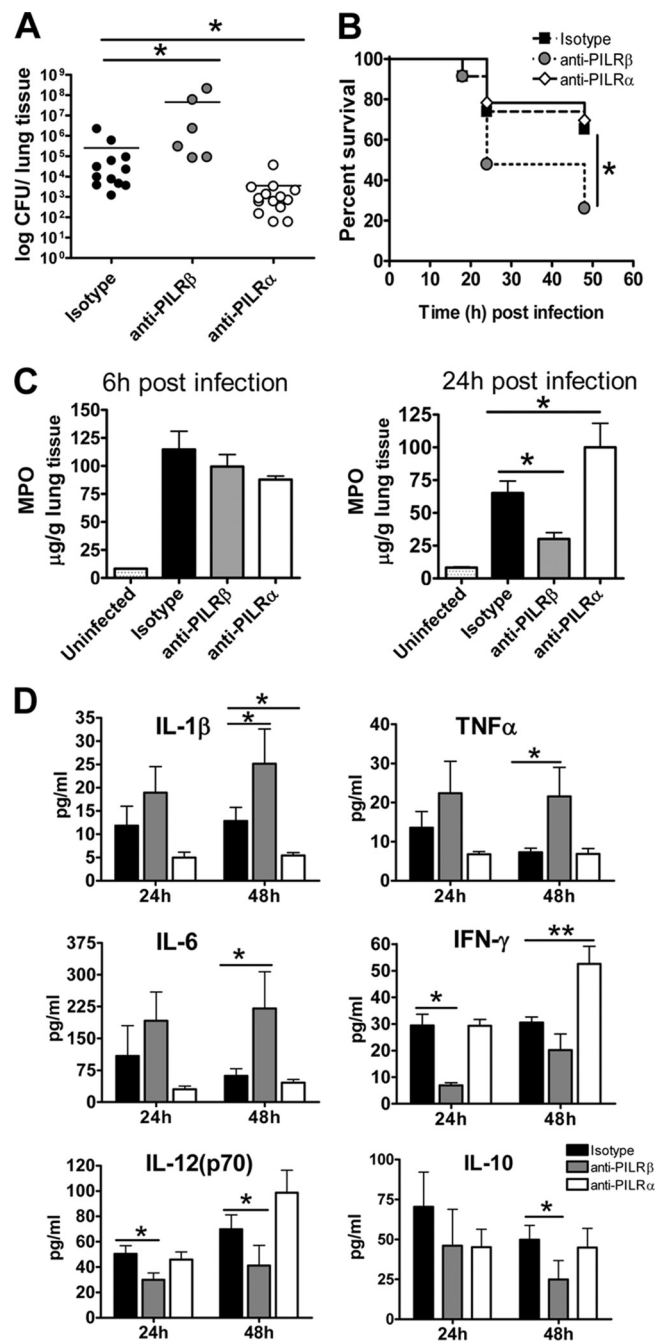 A
*
*
log CFU/ lung tissue
10⁹
10⁸
10⁷
10⁶
10⁵
10⁴
10³
10²
10¹
10⁰
Isotype
anti-PILRβ
anti-PILRα
B
Isotype
anti-PILRβ
anti-PILRα
Percent survival
100
80
60
40
20
0
*
0 10 20 30 40 50 60
Time (h) post infection
C
6h post infection
MPO
µg/g lung tissue
150
125
100
75
50
25
0
Uninfected
Isotype
anti-PILRβ
anti-PILRα
24h post infection
MPO
µg/g lung tissue
*
*
125
100
75
50
25
0
Uninfected
Isotype
anti-PILRβ
anti-PILRα
D
IL-1β
*
*
pg/ml
35
30
25
20
15
10
5
0
24h 48h
TNFα
*
pg/ml
40
30
20
10
0
24h 48h
IL-6
*
pg/ml
375
300
225
150
75
0
24h 48h
IFN-γ
*
**
pg/ml
60
50
40
30
20
10
0
24h 48h
IL-12(p70)
*
*
pg/ml
120
100
80
60
40
20
0
24h 48h
IL-10
Isotype
anti-PILRβ
anti-PILRα
*
pg/ml
100
75
50
25
0
24h 48h